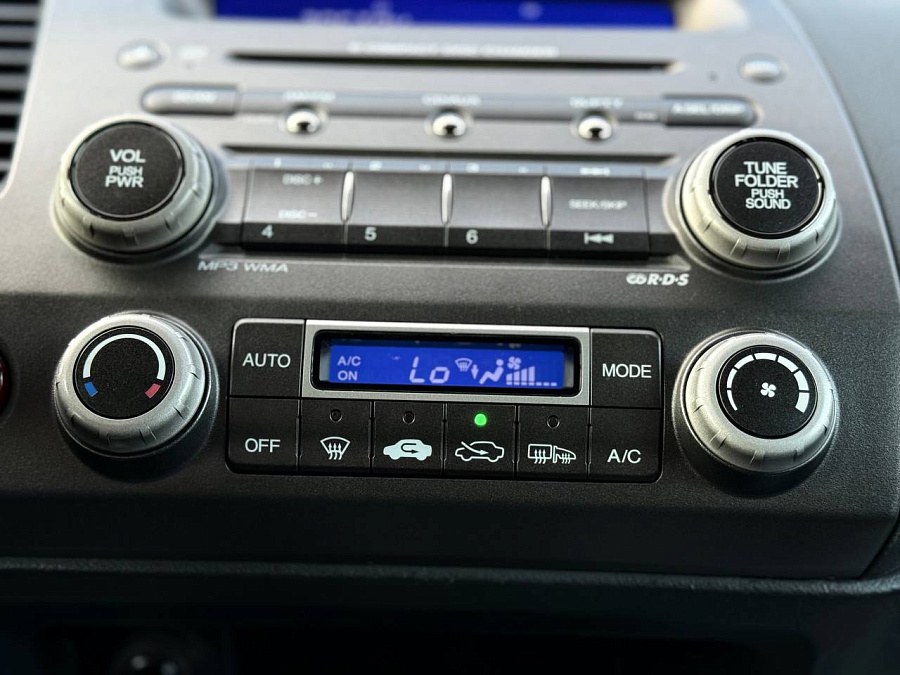 VOL
PUSH
PWR
TUNE
FOLDER
PUSH
SOUND
DISC+
DISC-
SEEK/SKIP
4
5
6
MP3 WMA
R·D·S
AUTO
A/C
ON
Lo
MODE
OFF
A/C